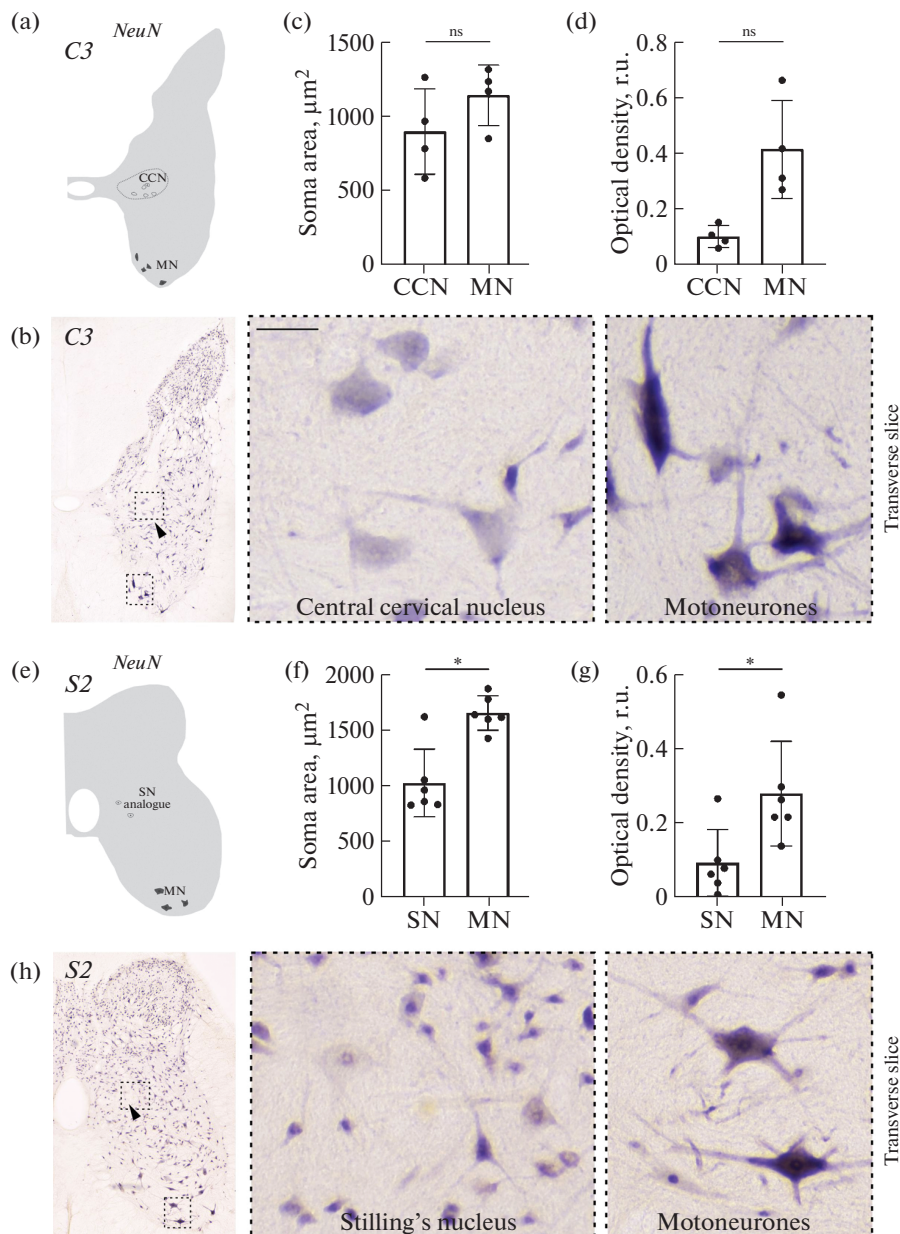 (a)
NeuN
C3
CCN
MN
(c)
Soma area, μm2
1500
1000
500
0
ns
CCN MN
(d)
Optical density, r.u.
0.8
0.6
0.4
0.2
0
ns
CCN MN
(b)
C3
Central cervical nucleus
Motoneurones
Transverse slice
(e)
NeuN
S2
SN
analogue
MN
(f)
Soma area, μm2
2000
1500
1000
500
0
*
SN MN
(g)
Optical density, r.u.
0.6
0.4
0.2
0
*
SN MN
(h)
S2
Stilling's nucleus
Motoneurones
Transverse slice